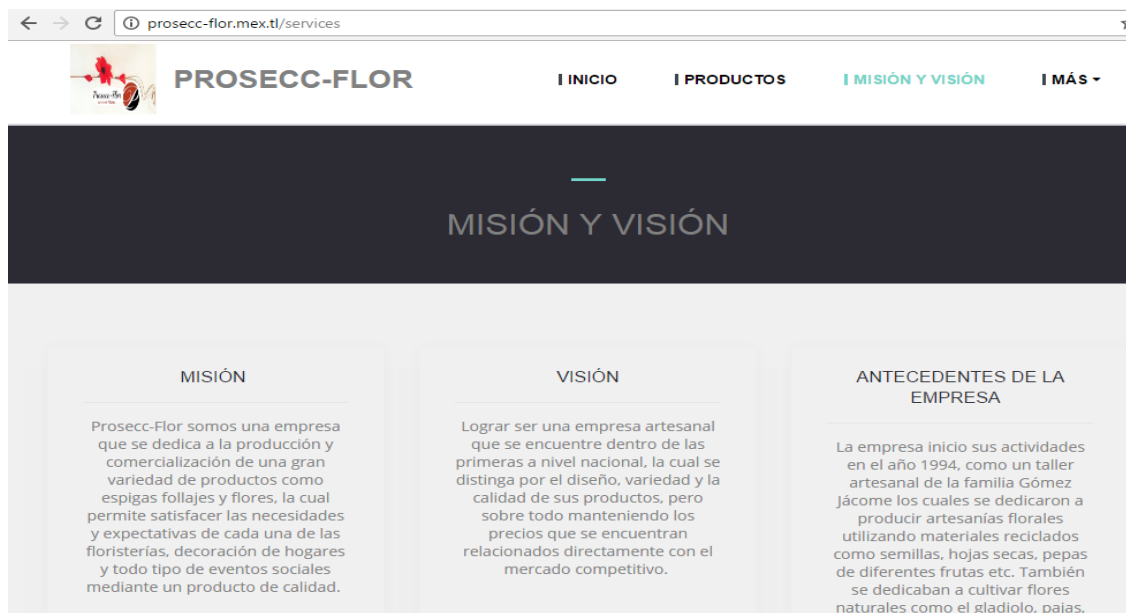 prosecc-flor.mex.tl/services
Prosecc-Flor
PROSECC-FLOR
INICIO
PRODUCTOS
MISIÓN Y VISIÓN
MÁS
MISIÓN Y VISIÓN
MISIÓN
Prosecc-Flor somos una empresa
que se dedica a la producción y
comercialización de una gran
variedad de productos como
espigas follajes y flores, la cual
permite satisfacer las necesidades
y expectativas de cada una de las
floristerías, decoración de hogares
y todo tipo de eventos sociales
mediante un producto de calidad.
VISIÓN
Lograr ser una empresa artesanal
que se encuentre dentro de las
primeras a nivel nacional, la cual se
distinga por el diseño, variedad y la
calidad de sus productos, pero
sobre todo manteniendo los
precios que se encuentran
relacionados directamente con el
mercado competitivo.
ANTECEDENTES DE LA
EMPRESA
La empresa inicio sus actividades
en el año 1994, como un taller
artesanal de la familia Gómez
Jácome los cuales se dedicaron a
producir artesanías florales
utilizando materiales reciclados
como semillas, hojas secas, pepas
de diferentes frutas etc. También
se dedicaban a cultivar flores
naturales como el gladiolo, pajas,